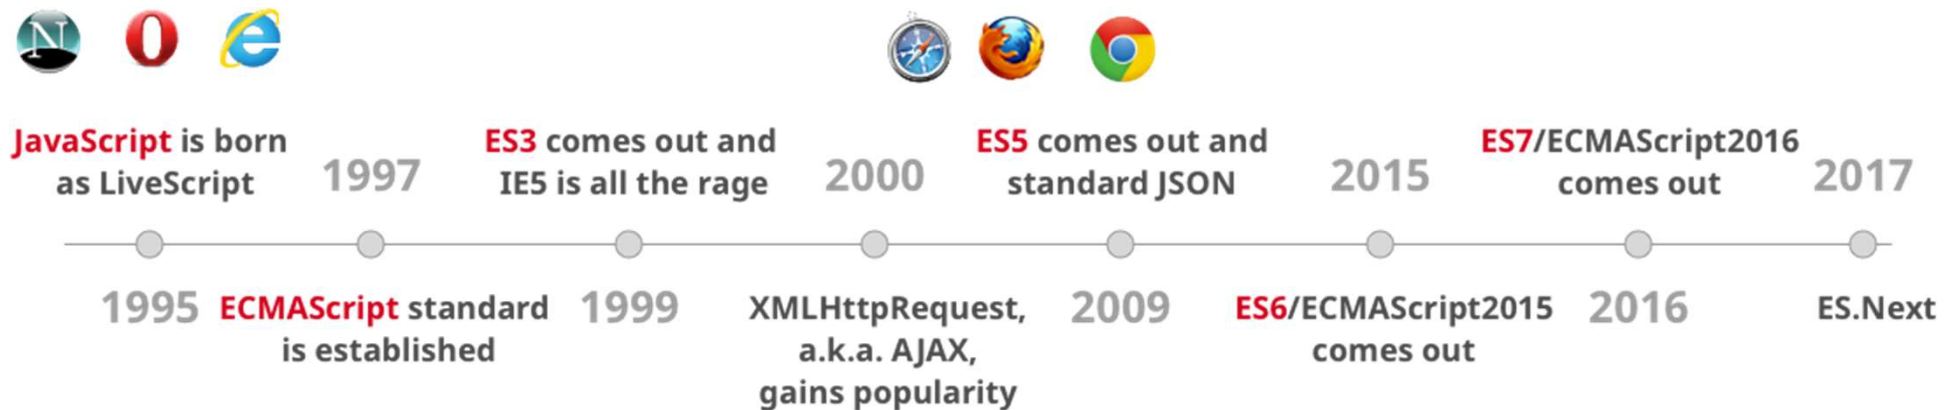 N
JavaScript is born
as LiveScript
1995
1997
ECMAScript standard
is established
ES3 comes out and
IE5 is all the rage
1999
2000
XMLHttpRequest,
a.k.a. AJAX,
gains popularity
ES5 comes out and
standard JSON
2009
2015
ES6/ECMAScript2015
comes out
ES7/ECMAScript2016
comes out
2016
2017
ES.Next